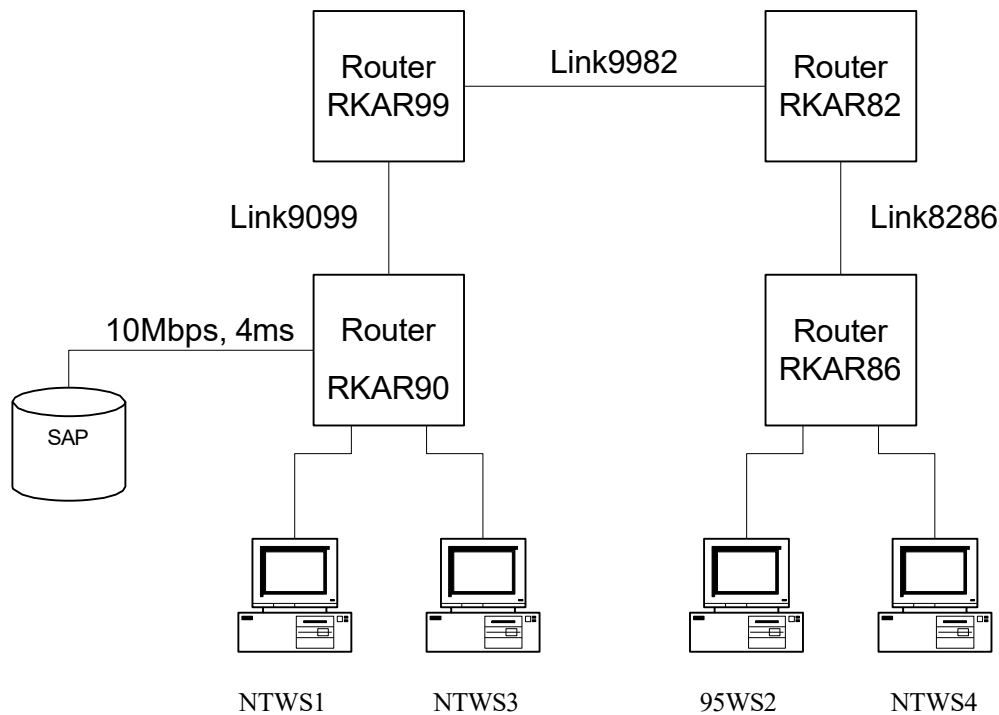 Router
RKAR99
Link9982
Router
RKAR82
Link9099
Link8286
10Mbps, 4ms
Router
RKAR90
Router
RKAR86
SAP
NTWS1
NTWS3
95WS2
NTWS4